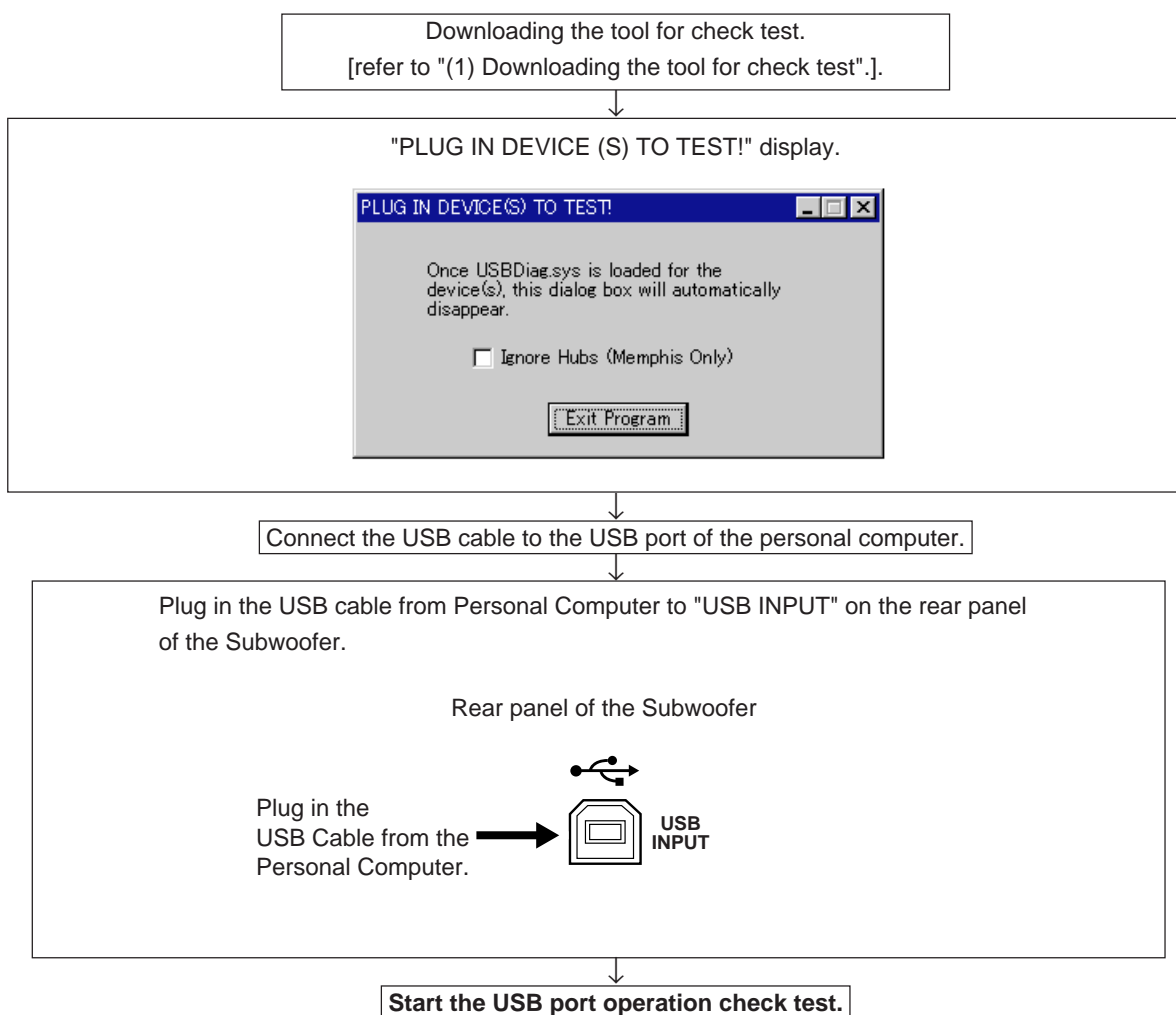 Downloading the tool for check test.
[refer to "(1) Downloading the tool for check test".].
"PLUG IN DEVICE (S) TO TEST!" display.
PLUG IN DEVICE(S) TO TEST!
Once USBDiag.sys is loaded for the
device(s), this dialog box will automatically
disappear.
Ignore Hubs (Memphis Only)
Exit Program
Connect the USB cable to the USB port of the personal computer.
Plug in the USB cable from Personal Computer to "USB INPUT" on the rear panel
of the Subwoofer.
Rear panel of the Subwoofer
Plug in the
USB Cable from the
Personal Computer.
USB
INPUT
Start the USB port operation check test.